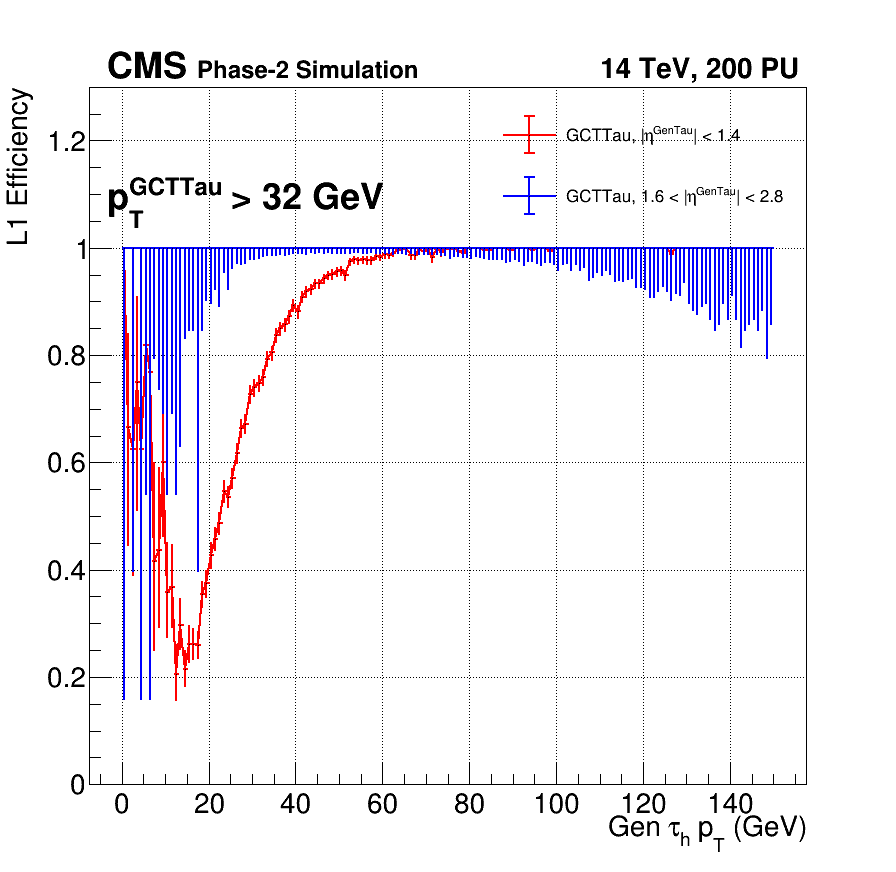 CMS Phase-2 Simulation 14 TeV, 200 PU
L1 Efficiency
GCTTau, |η^GenTau| < 1.4
GCTTau, 1.6 < |η^GenTau| < 2.8
p_T^GCTTau > 32 GeV
1.2
1
0.8
0.6
0.4
0.2
0
0 20 40 60 80 100 120 140
Gen τ_h p_T (GeV)